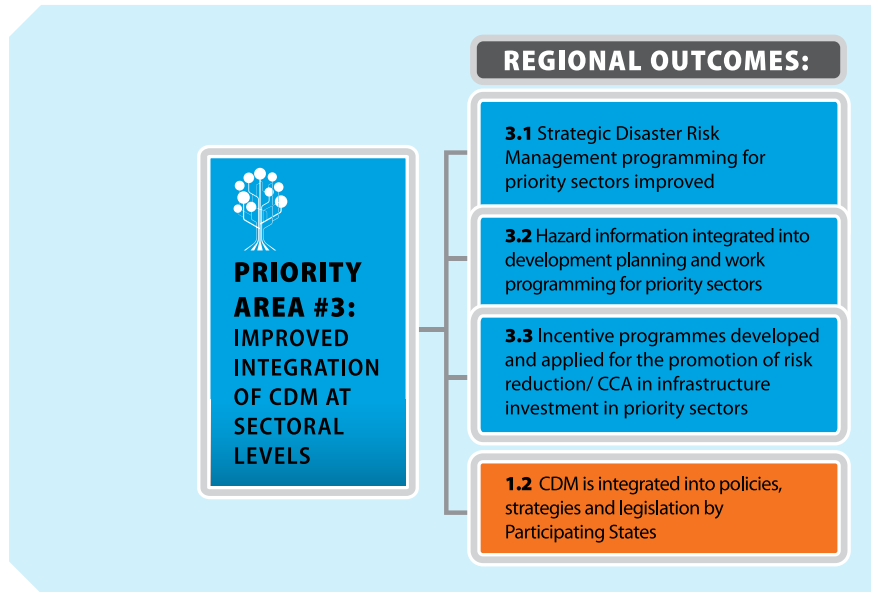 REGIONAL OUTCOMES:
PRIORITY
AREA #3:
IMPROVED
INTEGRATION
OF CDM AT
SECTORAL
LEVELS
3.1 Strategic Disaster Risk
Management programming for
priority sectors improved
3.2 Hazard information integrated into
development planning and work
programming for priority sectors
3.3 Incentive programmes developed
and applied for the promotion of risk
reduction/ CCA in infrastructure
investment in priority sectors
1.2 CDM is integrated into policies,
strategies and legislation by
Participating States